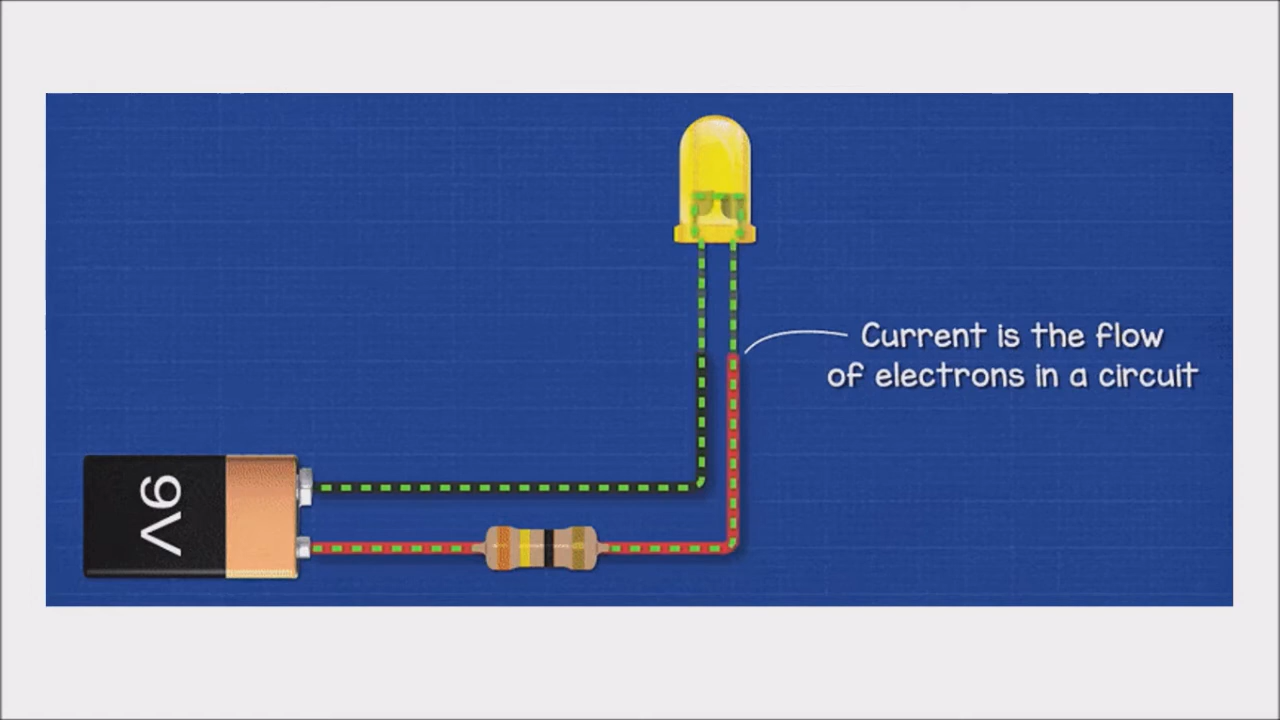 Current is the flow
of electrons in a circuit
9V